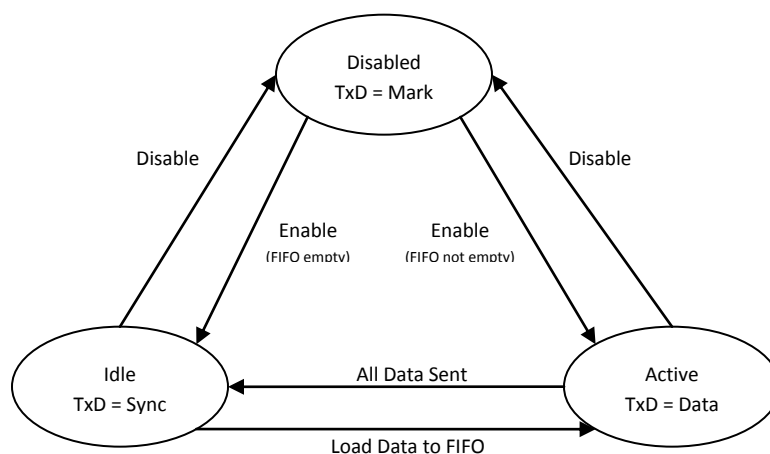 Disabled
TxD = Mark
Disable
Disable
Enable
(FIFO empty)
Enable
(FIFO not empty)
Idle
TxD = Sync
All Data Sent
Active
TxD = Data
Load Data to FIFO